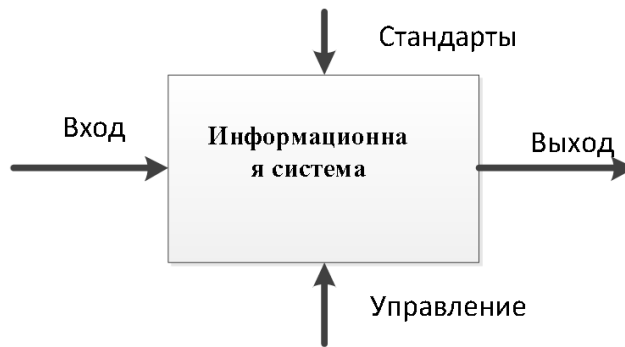 Стандарты
Вход
Информационна
я система
Выход
Управление